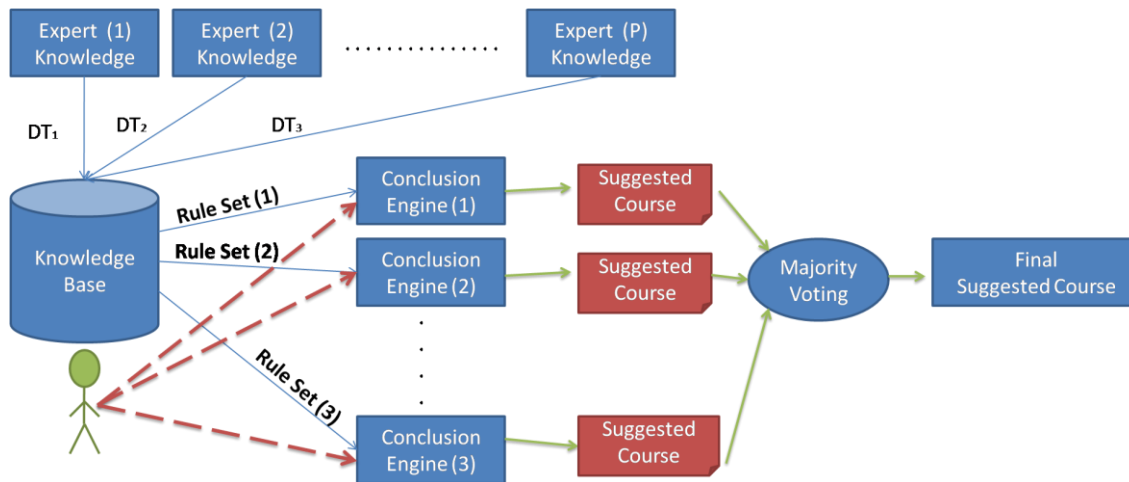 Expert (1)
Knowledge
Expert (2)
Knowledge
...............
Expert (P)
Knowledge
DT₁
DT₂
DT₃
Knowledge
Base
Rule Set (1)
Rule Set (2)
Rule Set (3)
Conclusion
Engine (1)
Suggested
Course
Conclusion
Engine (2)
Suggested
Course
Conclusion
Engine (3)
Suggested
Course
Majority
Voting
Final
Suggested Course